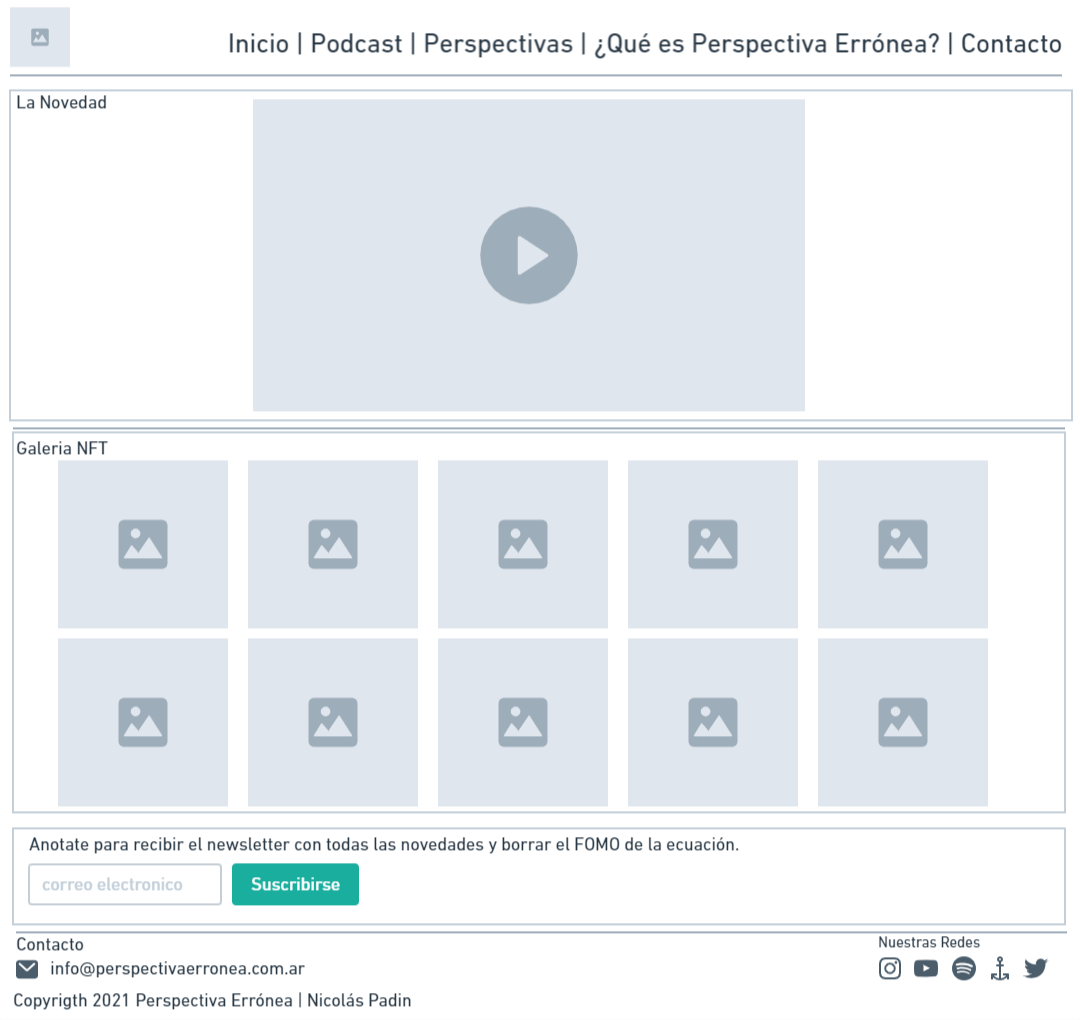 Inicio | Podcast | Perspectivas | ¿Qué es Perspectiva Errónea? | Contacto
La Novedad
Galeria NFT
Anotate para recibir el newsletter con todas las novedades y borrar el FOMO de la ecuación.
correo electronico
Suscribirse
Contacto
info@perspectivaerronea.com.ar
Copyrigth 2021 Perspectiva Errónea | Nicolás Padin
Nuestras Redes